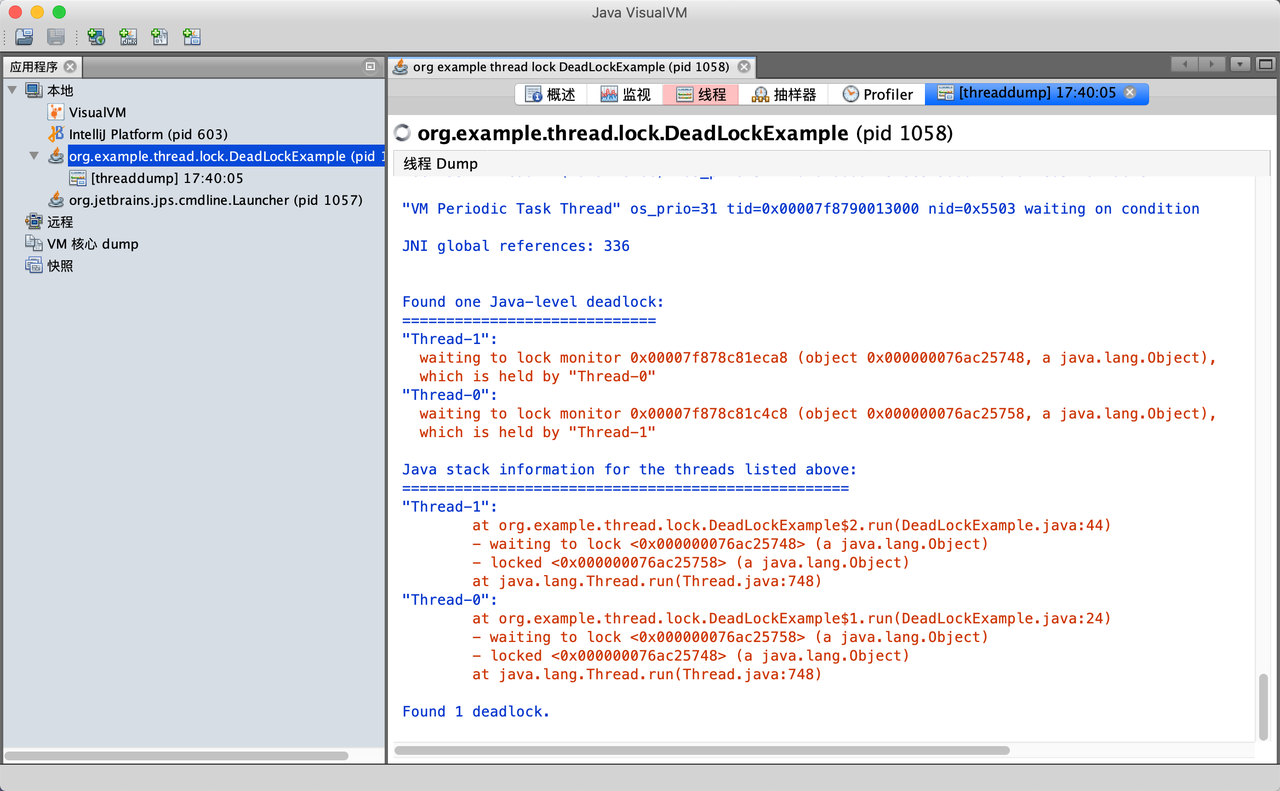 Java VisualVM
应用程序
本地
VisualVM
IntelliJ Platform (pid 603)
org.example.thread.lock.DeadLockExample (pid 1
[threaddump] 17:40:05
org.jetbrains.jps.cmdline.Launcher (pid 1057)
远程
VM 核心 dump
快照
org example thread lock DeadLockExample (pid 1058)
概述 监视 线程 抽样器 Profiler [threaddump] 17:40:05
org.example.thread.lock.DeadLockExample (pid 1058)
线程 Dump
"VM Periodic Task Thread" os_prio=31 tid=0x00007f8790013000 nid=0x5503 waiting on condition
JNI global references: 336
Found one Java-level deadlock:
=============================
"Thread-1":
waiting to lock monitor 0x00007f878c81eca8 (object 0x000000076ac25748, a java.lang.Object),
which is held by "Thread-0"
"Thread-0":
waiting to lock monitor 0x00007f878c81c4c8 (object 0x000000076ac25758, a java.lang.Object),
which is held by "Thread-1"
Java stack information for the threads listed above:
===================================================
"Thread-1":
at org.example.thread.lock.DeadLockExample$2.run(DeadLockExample.java:44)
- waiting to lock <0x000000076ac25748> (a java.lang.Object)
- locked <0x000000076ac25758> (a java.lang.Object)
at java.lang.Thread.run(Thread.java:748)
"Thread-0":
at org.example.thread.lock.DeadLockExample$1.run(DeadLockExample.java:24)
- waiting to lock <0x000000076ac25758> (a java.lang.Object)
- locked <0x000000076ac25748> (a java.lang.Object)
at java.lang.Thread.run(Thread.java:748)
Found 1 deadlock.